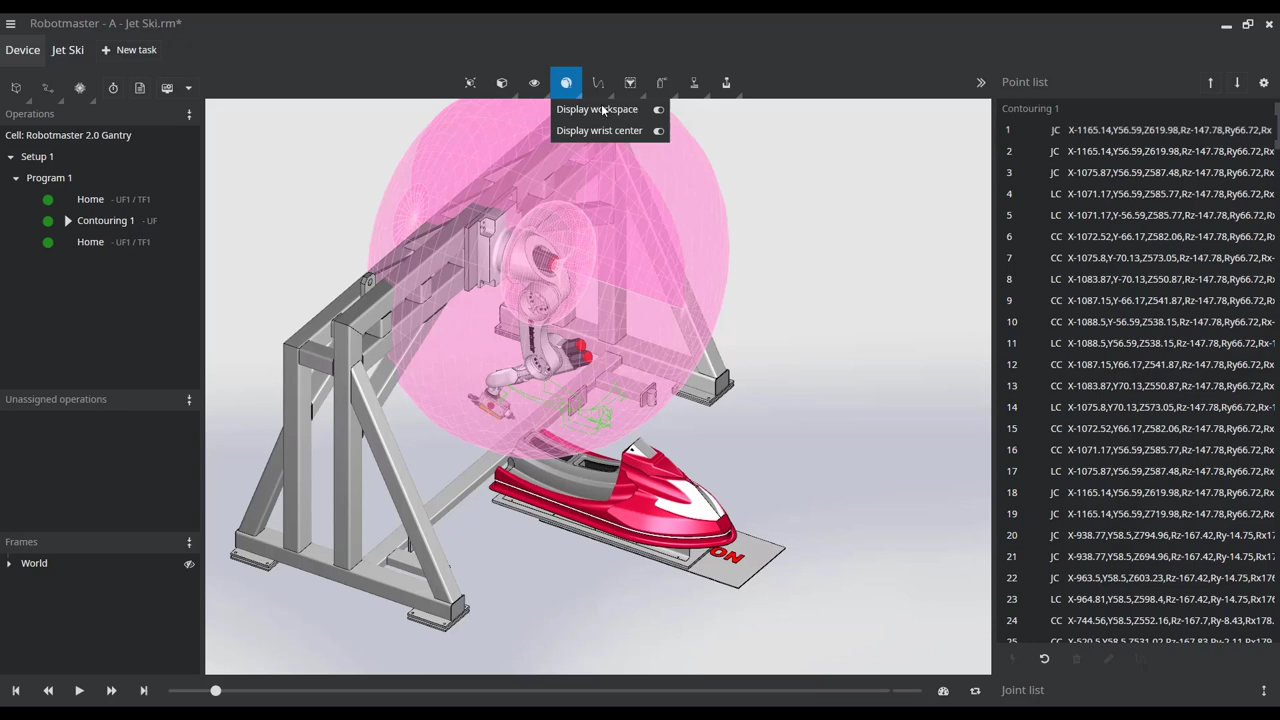 Robotmaster - A - Jet Ski.rm*
Device
Jet Ski
+ New task
Operations
Cell: Robotmaster 2.0 Gantry
Setup 1
Program 1
Home - UF1 / TF1
Contouring 1 - UF
Home - UF1 / TF1
Unassigned operations
Frames
World
Display workspace
Display wrist center
ON
Point list
Contouring 1
1 JC X-1165.14,Y56.59,Z619.98,Rz-147.78,Ry66.72,Rx
2 JC X-1165.14,Y56.59,Z519.98,Rz-147.78,Ry66.72,Rx
3 JC X-1075.87,Y56.59,Z487.48,Rz-147.78,Ry66.72,Rx-
4 LC X-1071.17,Y56.59,Z585.77,Rz-147.78,Ry66.72,Rx-
5 LC X-1071.17,Y-56.59,Z585.77,Rz-147.78,Ry66.72,Rx
6 CC X-1072.52,Y-66.17,Z582.06,Rz-147.78,Ry66.72,Rx
7 CC X-1075.8,Y-70.13,Z573.05,Rz-147.78,Ry66.72,Rx-
8 LC X-1083.87,Y-70.13,Z550.87,Rz-147.78,Ry66.72,Rx
9 CC X-1087.15,Y-66.17,Z541.87,Rz-147.78,Ry66.72,Rx
10 CC X-1088.5,Y-56.59,Z538.15,Rz-147.78,Ry66.72,Rx-
11 LC X-1088.5,Y56.59,Z538.15,Rz-147.78,Ry66.72,Rx-1
12 CC X-1087.15,Y66.17,Z541.87,Rz-147.78,Ry66.72,Rx-
13 CC X-1083.87,Y70.13,Z550.87,Rz-147.78,Ry66.72,Rx-
14 LC X-1075.8,Y70.13,Z573.05,Rz-147.78,Ry66.72,Rx-1
15 CC X-1072.52,Y66.17,Z582.06,Rz-147.78,Ry66.72,Rx-
16 CC X-1071.17,Y56.59,Z585.77,Rz-147.78,Ry66.72,Rx-
17 LC X-1075.87,Y56.59,Z487.48,Rz-147.78,Ry66.72,Rx-
18 LC X-1165.14,Y56.59,Z519.98,Rz-147.78,Ry66.72,Rx-
19 JC X-1165.14,Y56.59,Z619.98,Rz-147.78,Ry66.72,Rx-
20 JC X-938.77,Y58.5,Z794.96,Rz-167.42,Ry-14.75,Rx17
21 JC X-938.77,Y58.5,Z694.96,Rz-167.42,Ry-14.75,Rx17
22 JC X-963.5,Y58.5,Z603.23,Rz-167.42,Ry-14.75,Rx176
23 LC X-964.81,Y58.5,Z598.4,Rz-167.42,Ry-14.75,Rx176
24 CC X-744.56,Y58.5,Z552.16,Rz-167.7,Ry-8.43,Rx178.
Joint list